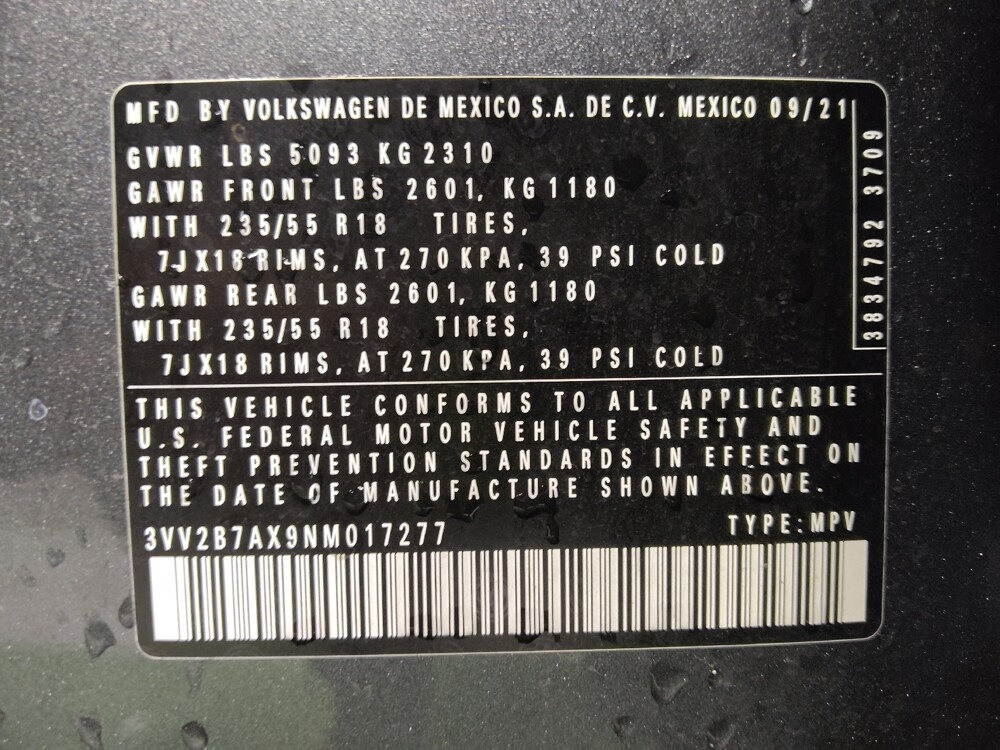 MFD BY VOLKSWAGEN DE MEXICO S.A. DE C.V. MEXICO 09/21
GVWR LBS 5093 KG 2310
GAWR FRONT LBS 2601, KG 1180
WITH 235/55 R18 TIRES,
7JX18 RIMS, AT 270 KPA, 39 PSI COLD
GAWR REAR LBS 2601, KG 1180
WITH 235/55 R18 TIRES,
7JX18 RIMS, AT 270 KPA, 39 PSI COLD
3834792 3709
THIS VEHICLE CONFORMS TO ALL APPLICABLE
U.S. FEDERAL MOTOR VEHICLE SAFETY AND
THEFT PREVENTION STANDARDS IN EFFECT ON
THE DATE OF MANUFACTURE SHOWN ABOVE.
3VV2B7AX9NM017277 TYPE:MPV